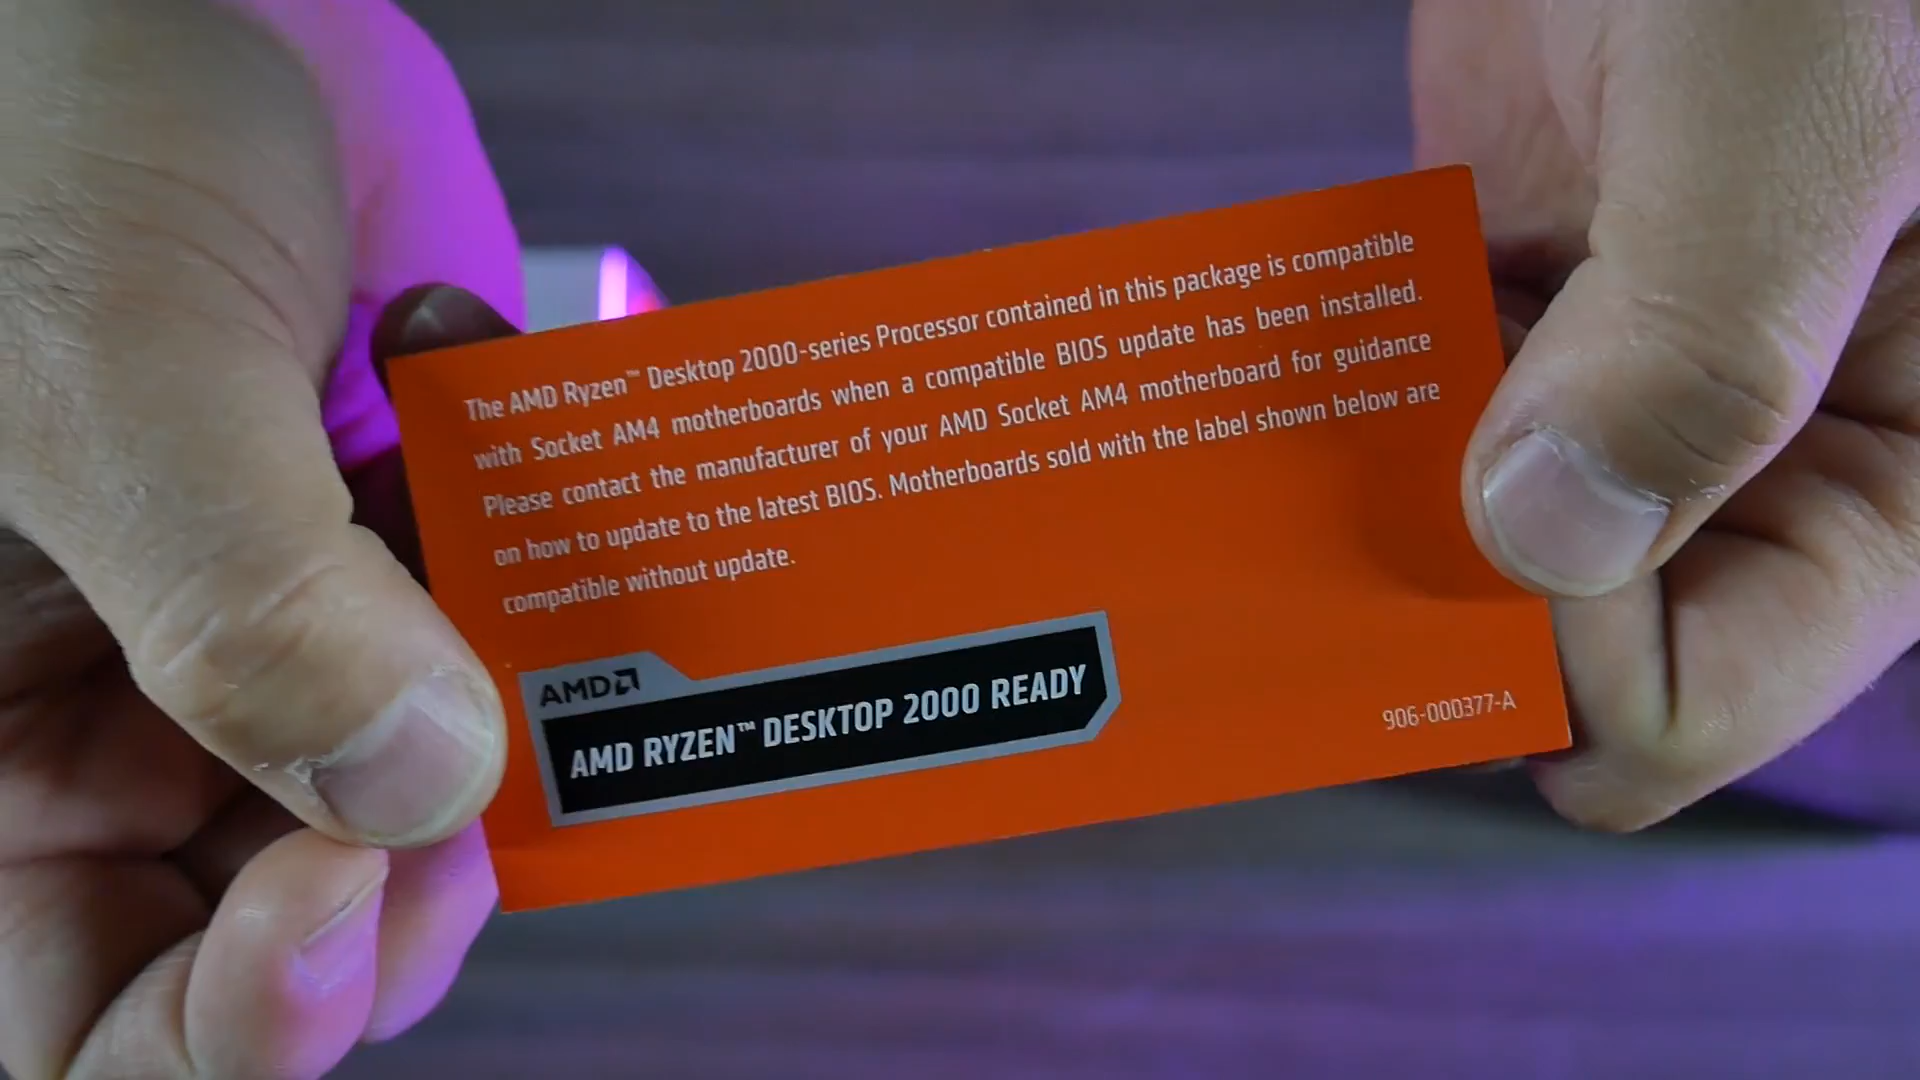 The AMD Ryzen™ Desktop 2000-series Processor contained in this package is compatible
with Socket AM4 motherboards when a compatible BIOS update has been installed.
Please contact the manufacturer of your AMD Socket AM4 motherboard for guidance
on how to update to the latest BIOS. Motherboards sold with the label shown below are
compatible without update.
AMD
AMD RYZEN™ DESKTOP 2000 READY
906-000377-A